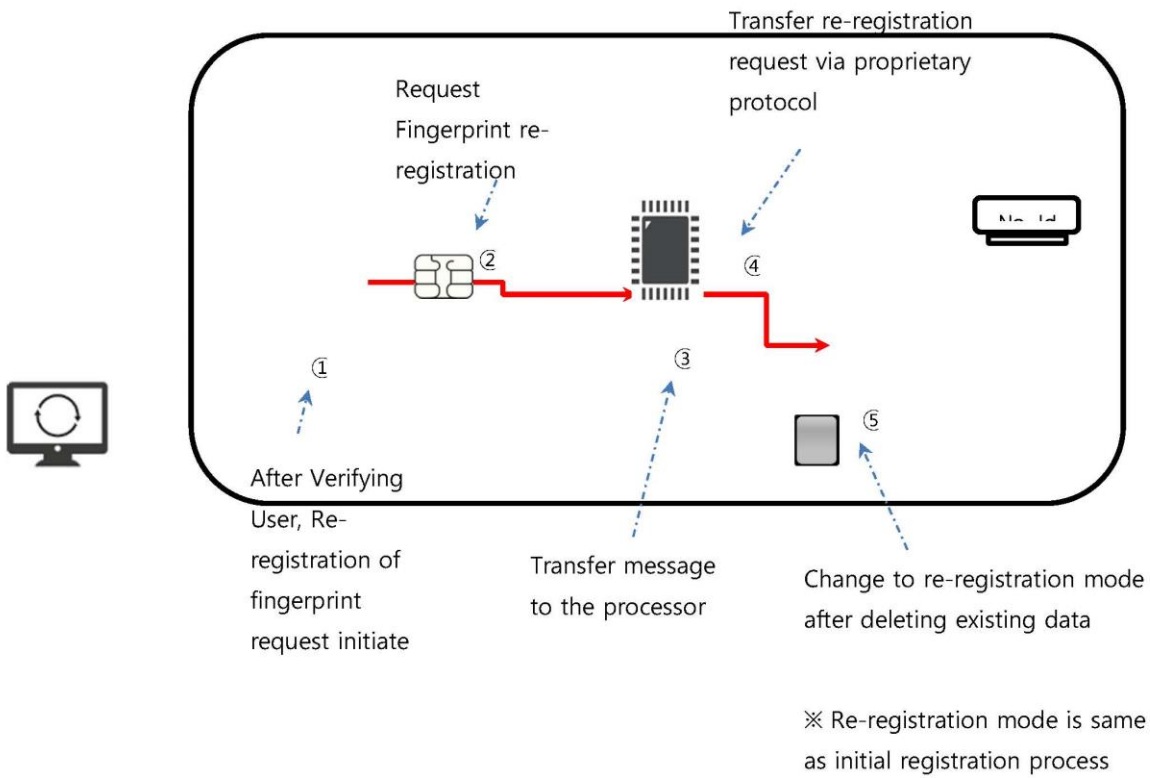 Transfer re-registration
request via proprietary
protocol
Request
Fingerprint re-
registration
②
④
①
③
⑤
After Verifying
User, Re-
registration of
fingerprint
request initiate
Transfer message
to the processor
Change to re-registration mode
after deleting existing data
※ Re-registration mode is same
as initial registration process